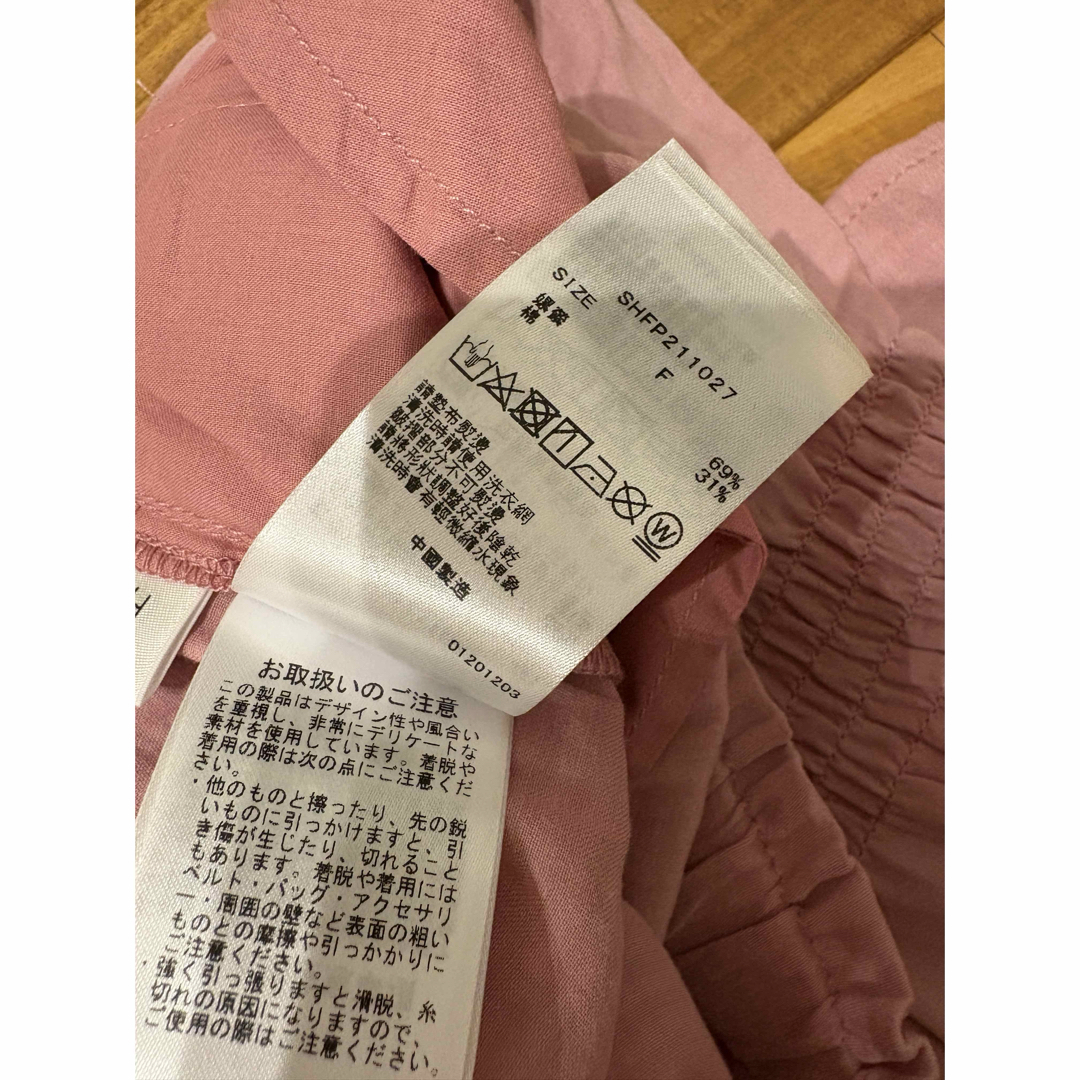 SHFP211027
SIZE F
嫘縈 69%
棉 31%
W
請墊布熨燙
清洗時請使用洗衣網
皺摺部分不可熨燙
請將形狀調整好後陰乾
清洗時會有輕微縮水現象
中國製造
01201203
お取扱いのご注意
この製品はデザイン性や風合い
を重視し、非常にデリケートな
素材を使用しています。着脱や
着用の際は次の点にご注意くだ
さい。
・他のものと擦ったり、先の鋭
いものに引っかけますと、引
き傷が生じたり、切れること
もあります。着脱や着用には
ベルト・バッグ・アクセサリ
ー・周囲の壁など表面の粗い
ものとの摩擦や引っかかりに
ご注意ください。
・強く引っ張りますと滑脱、糸
切れの原因になりますので、
ご使用の際はご注意ください。